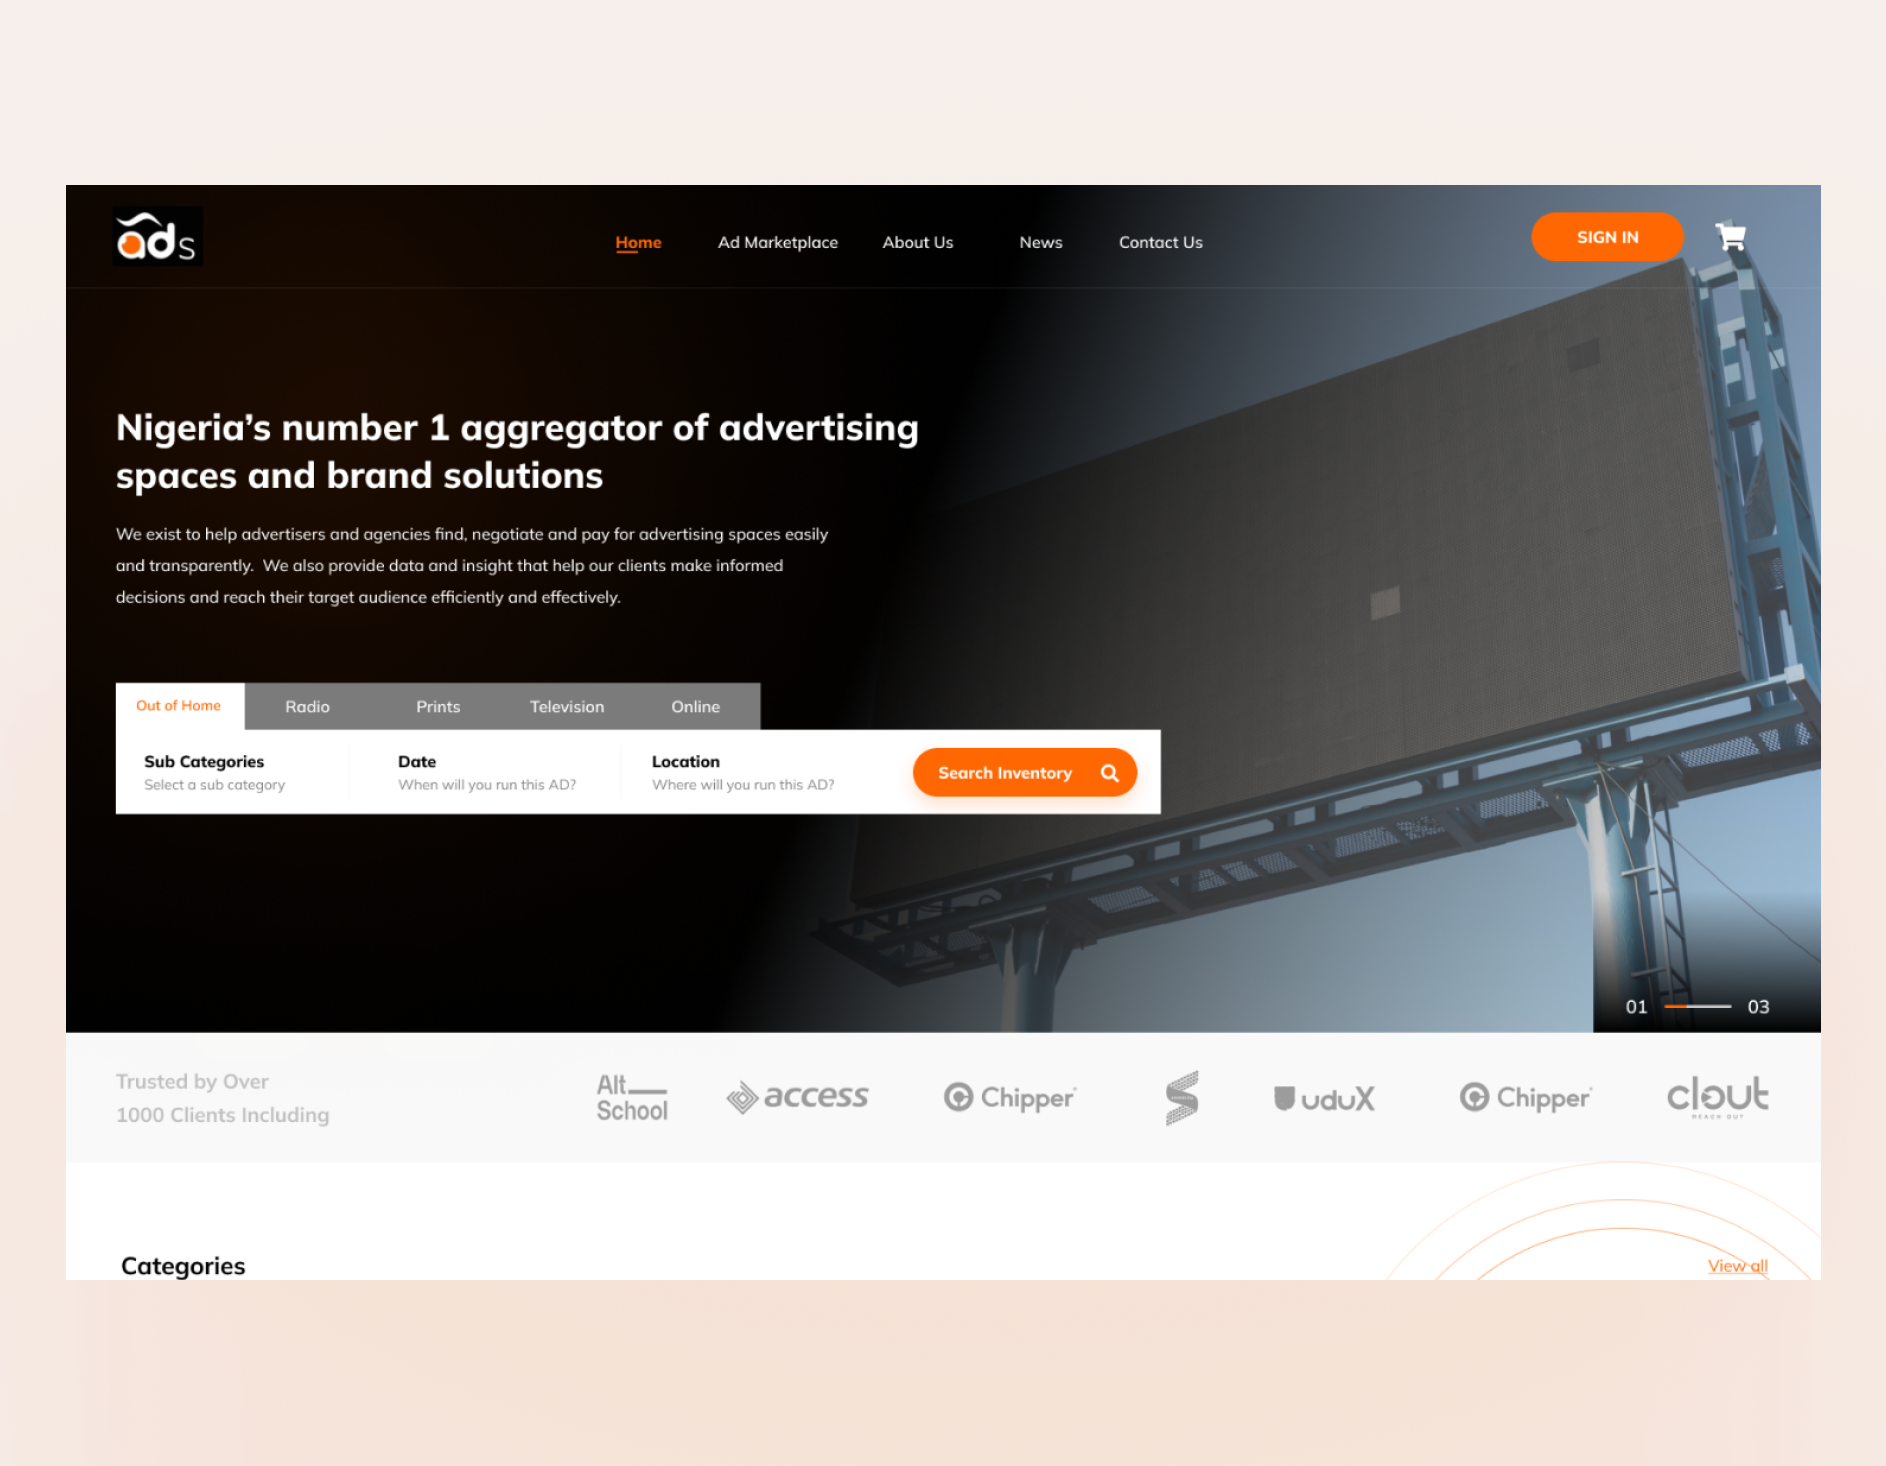 ads
Home Ad Marketplace About Us News Contact Us
SIGN IN
Nigeria’s number 1 aggregator of advertising
spaces and brand solutions
We exist to help advertisers and agencies find, negotiate and pay for advertising spaces easily
and transparently. We also provide data and insight that help our clients make informed
decisions and reach their target audience efficiently and effectively.
Out of Home Radio Prints Television Online
Sub Categories Date Location
Select a sub category When will you run this AD? Where will you run this AD?
Search Inventory
01 03
Trusted by Over
1000 Clients Including
Alt
School
access
Chipper
uduX
Chipper
clout
REACH OUT
Categories
View all